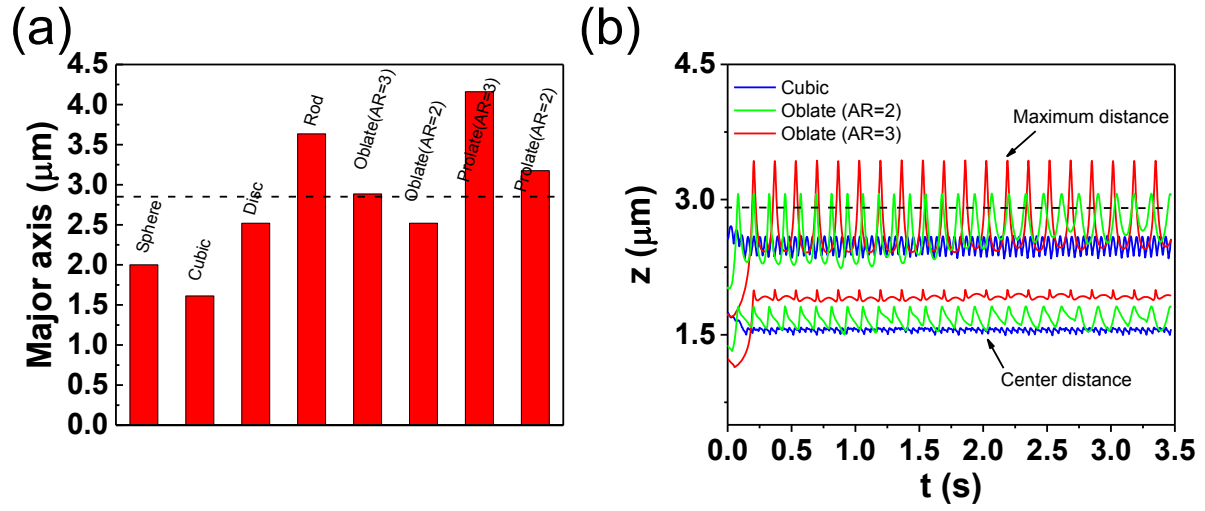 (a)
Major axis (μm)
4.5
4.0
3.5
3.0
2.5
2.0
1.5
1.0
0.5
0.0
Sphere
Cubic
Disc
Rod
Oblate(AR=3)
Oblate(AR=2)
Prolate(AR=3)
Prolate(AR=2)
(b)
z (μm)
4.5
3.0
1.5
Cubic
Oblate (AR=2)
Oblate (AR=3)
Maximum distance
Center distance
0.0 0.5 1.0 1.5 2.0 2.5 3.0 3.5
t (s)